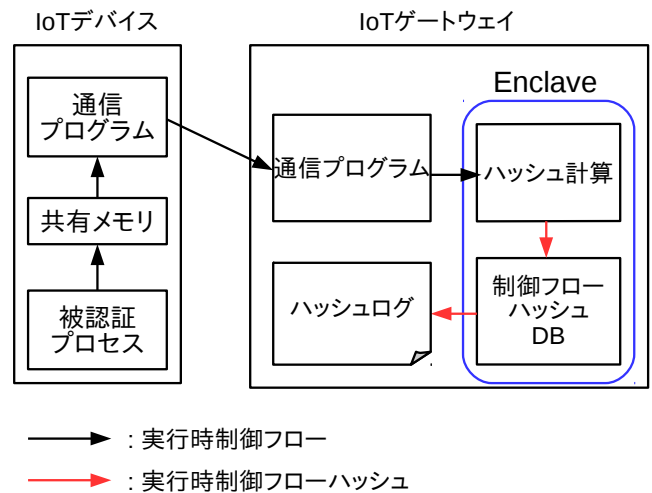 IoTデバイス
通信
プログラム
共有メモリ
被認証
プロセス
IoTゲートウェイ
Enclave
通信プログラム
ハッシュ計算
ハッシュログ
制御フロー
ハッシュ
DB
: 実行時制御フロー
: 実行時制御フローハッシュ